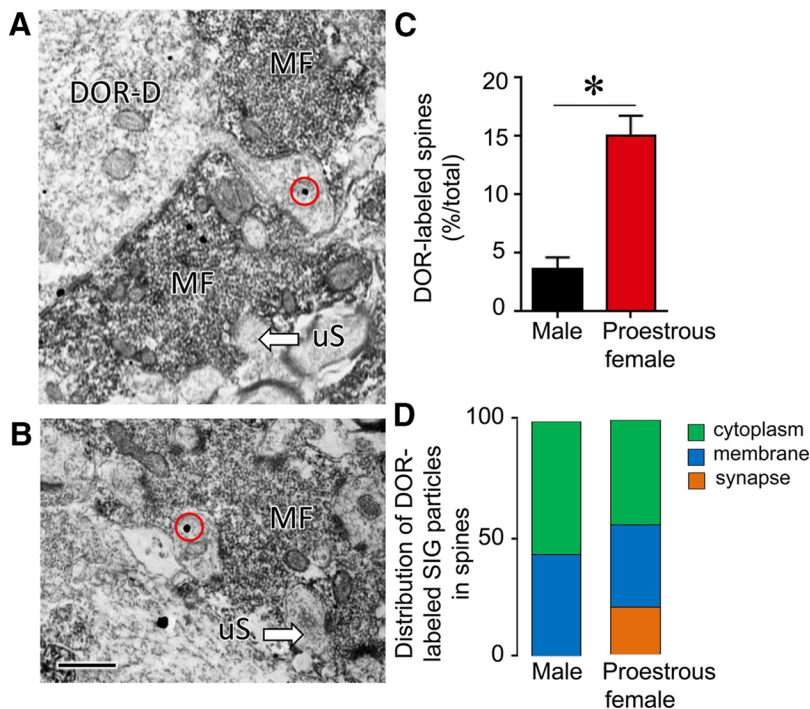 A
MF
DOR-D
MF
uS
B
MF
uS
C
DOR-labeled spines
(%/total)
20
15
10
5
0
*
Male
Proestrous
female
D
Distribution of DOR-
labeled SIG particles
in spines
100
50
0
cytoplasm
membrane
synapse
Male
Proestrous
female